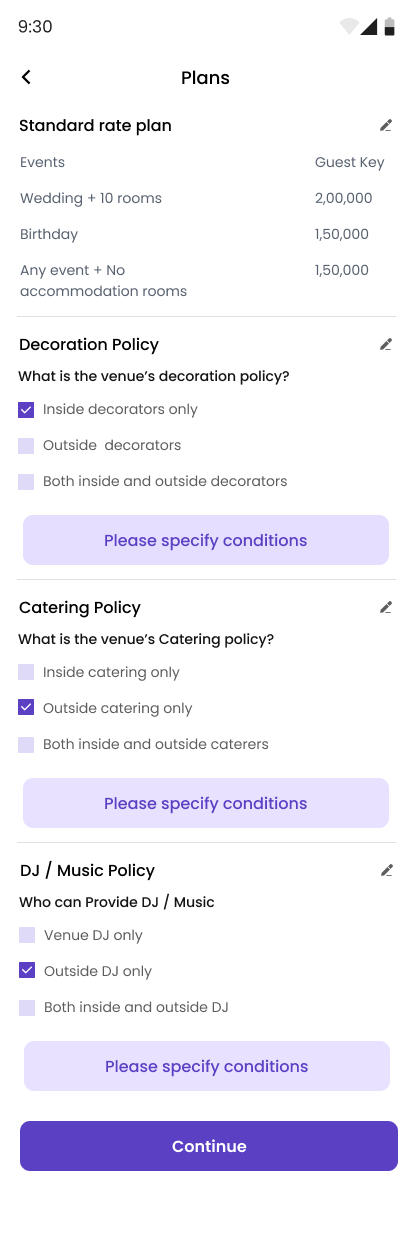 9:30
Plans
Standard rate plan
Events Guest Key
Wedding + 10 rooms 2,00,000
Birthday 1,50,000
Any event + No 1,50,000
accommodation rooms
Decoration Policy
What is the venue's decoration policy?
Inside decorators only
Outside decorators
Both inside and outside decorators
Please specify conditions
Catering Policy
What is the venue's Catering policy?
Inside catering only
Outside catering only
Both inside and outside caterers
Please specify conditions
DJ / Music Policy
Who can Provide DJ / Music
Venue DJ only
Outside DJ only
Both inside and outside DJ
Please specify conditions
Continue